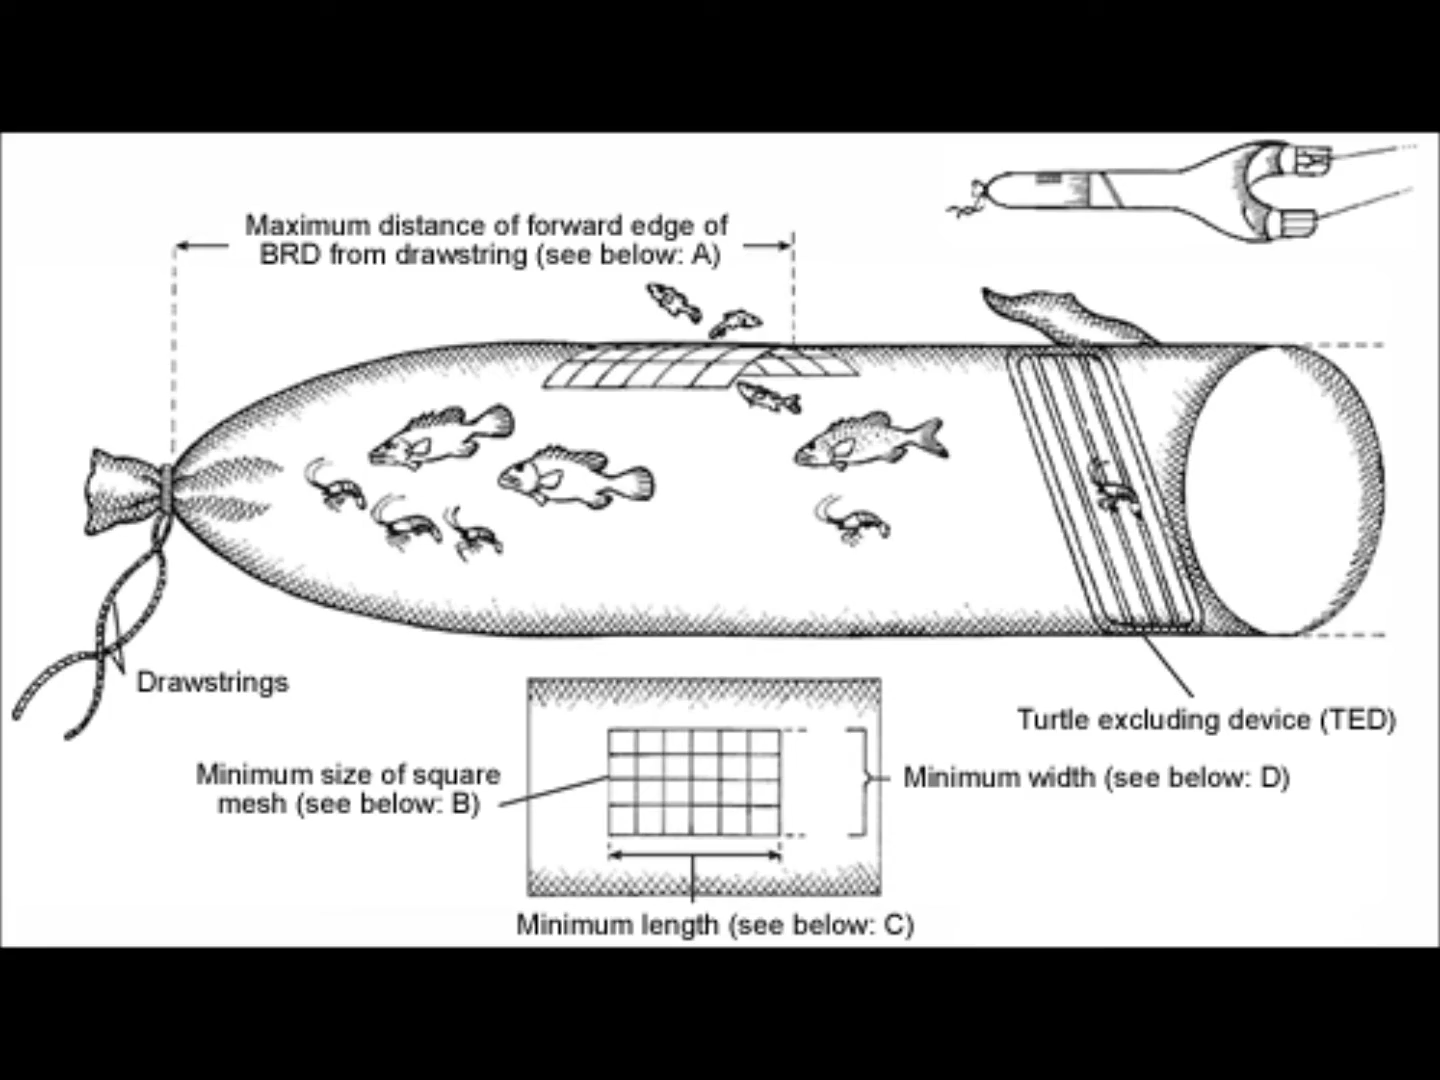 Maximum distance of forward edge of
BRD from drawstring (see below: A)
Drawstrings
Turtle excluding device (TED)
Minimum size of square
mesh (see below: B)
Minimum width (see below: D)
Minimum length (see below: C)